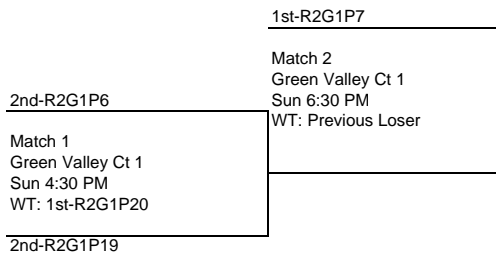 1st-R2G1P7
Match 2
Green Valley Ct 1
Sun 6:30 PM
WT: Previous Loser
2nd-R2G1P6
Match 1
Green Valley Ct 1
Sun 4:30 PM
WT: 1st-R2G1P20
2nd-R2G1P19